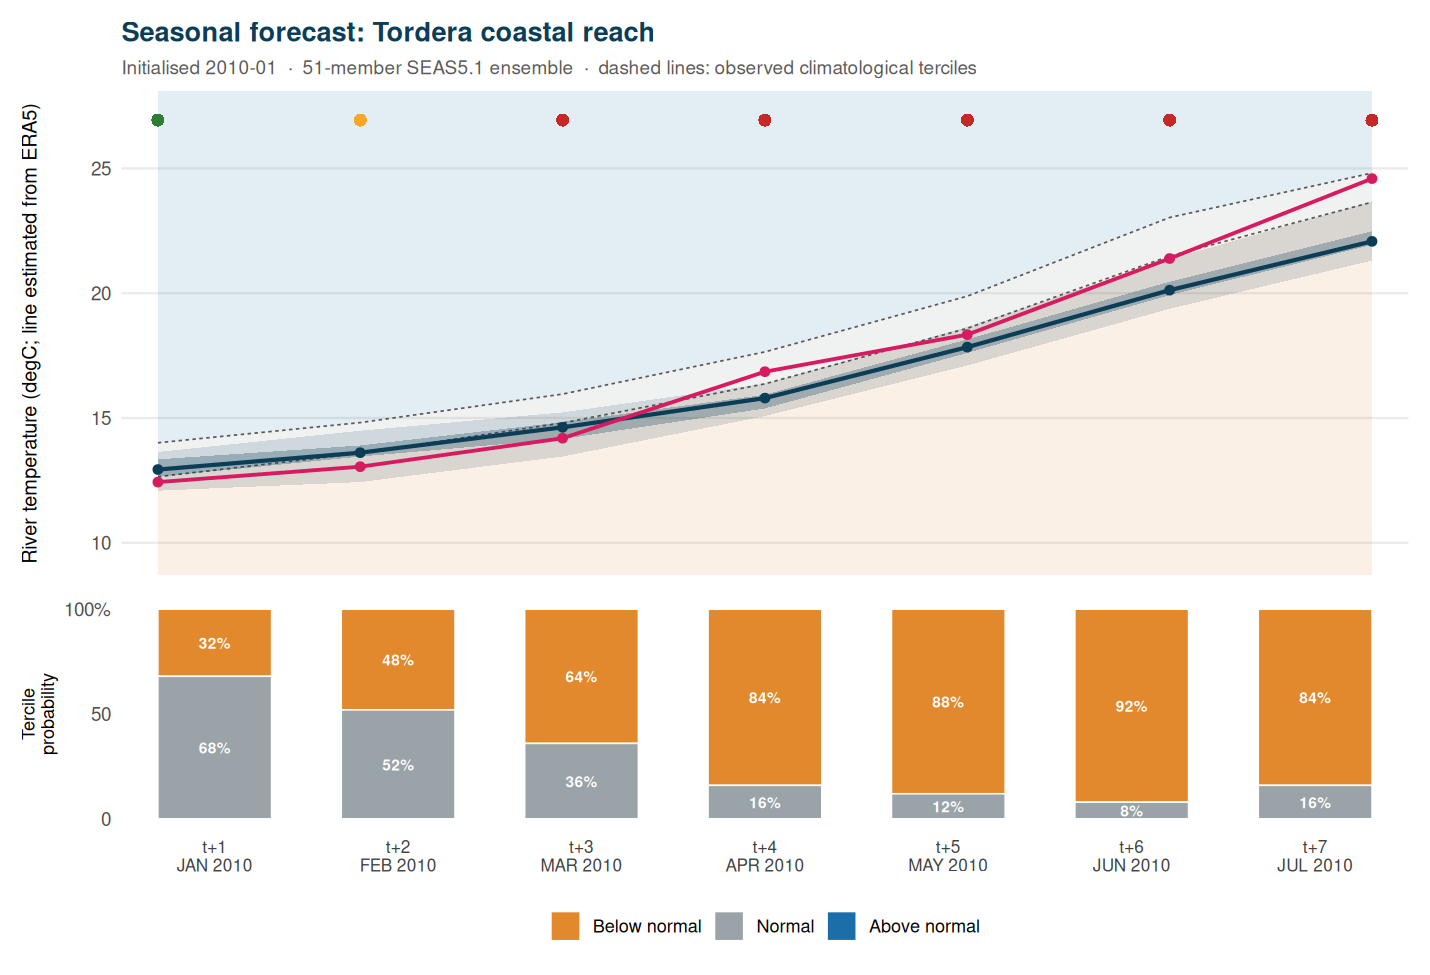 Seasonal forecast: Tordera coastal reach
Initialised 2010-01 · 51-member SEAS5.1 ensemble · dashed lines: observed climatological terciles
River temperature (degC; line estimated from ERA5)
25
20
15
10
Tercile
probability
100%
50
0
32%
48%
64%
84%
88%
92%
84%
68%
52%
36%
16%
12%
8%
16%
t+1
JAN 2010
t+2
FEB 2010
t+3
MAR 2010
t+4
APR 2010
t+5
MAY 2010
t+6
JUN 2010
t+7
JUL 2010
Below normal
Normal
Above normal